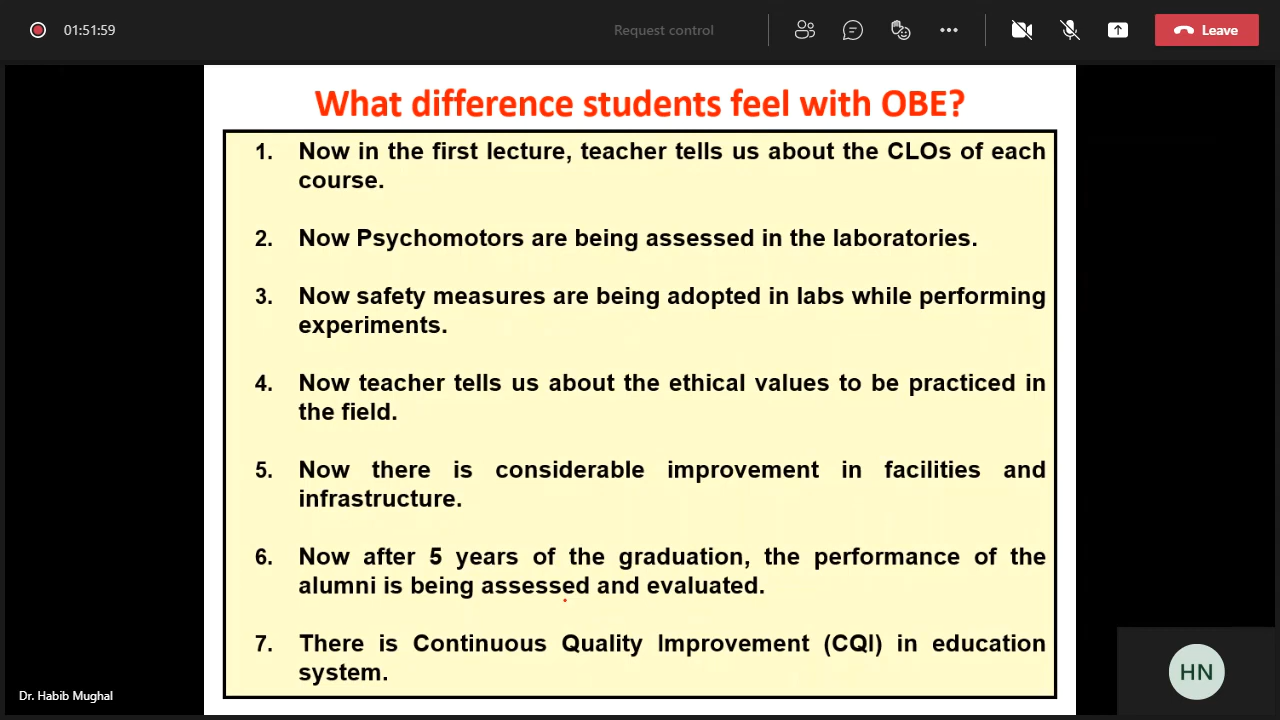 01:51:59
Request control
Leave
What difference students feel with OBE?
1. Now in the first lecture, teacher tells us about the CLOs of each
course.
2. Now Psychomotors are being assessed in the laboratories.
3. Now safety measures are being adopted in labs while performing
experiments.
4. Now teacher tells us about the ethical values to be practiced in
the field.
5. Now there is considerable improvement in facilities and
infrastructure.
6. Now after 5 years of the graduation, the performance of the
alumni is being assessed and evaluated.
7. There is Continuous Quality Improvement (CQI) in education
system.
HN
Dr. Habib Mughal